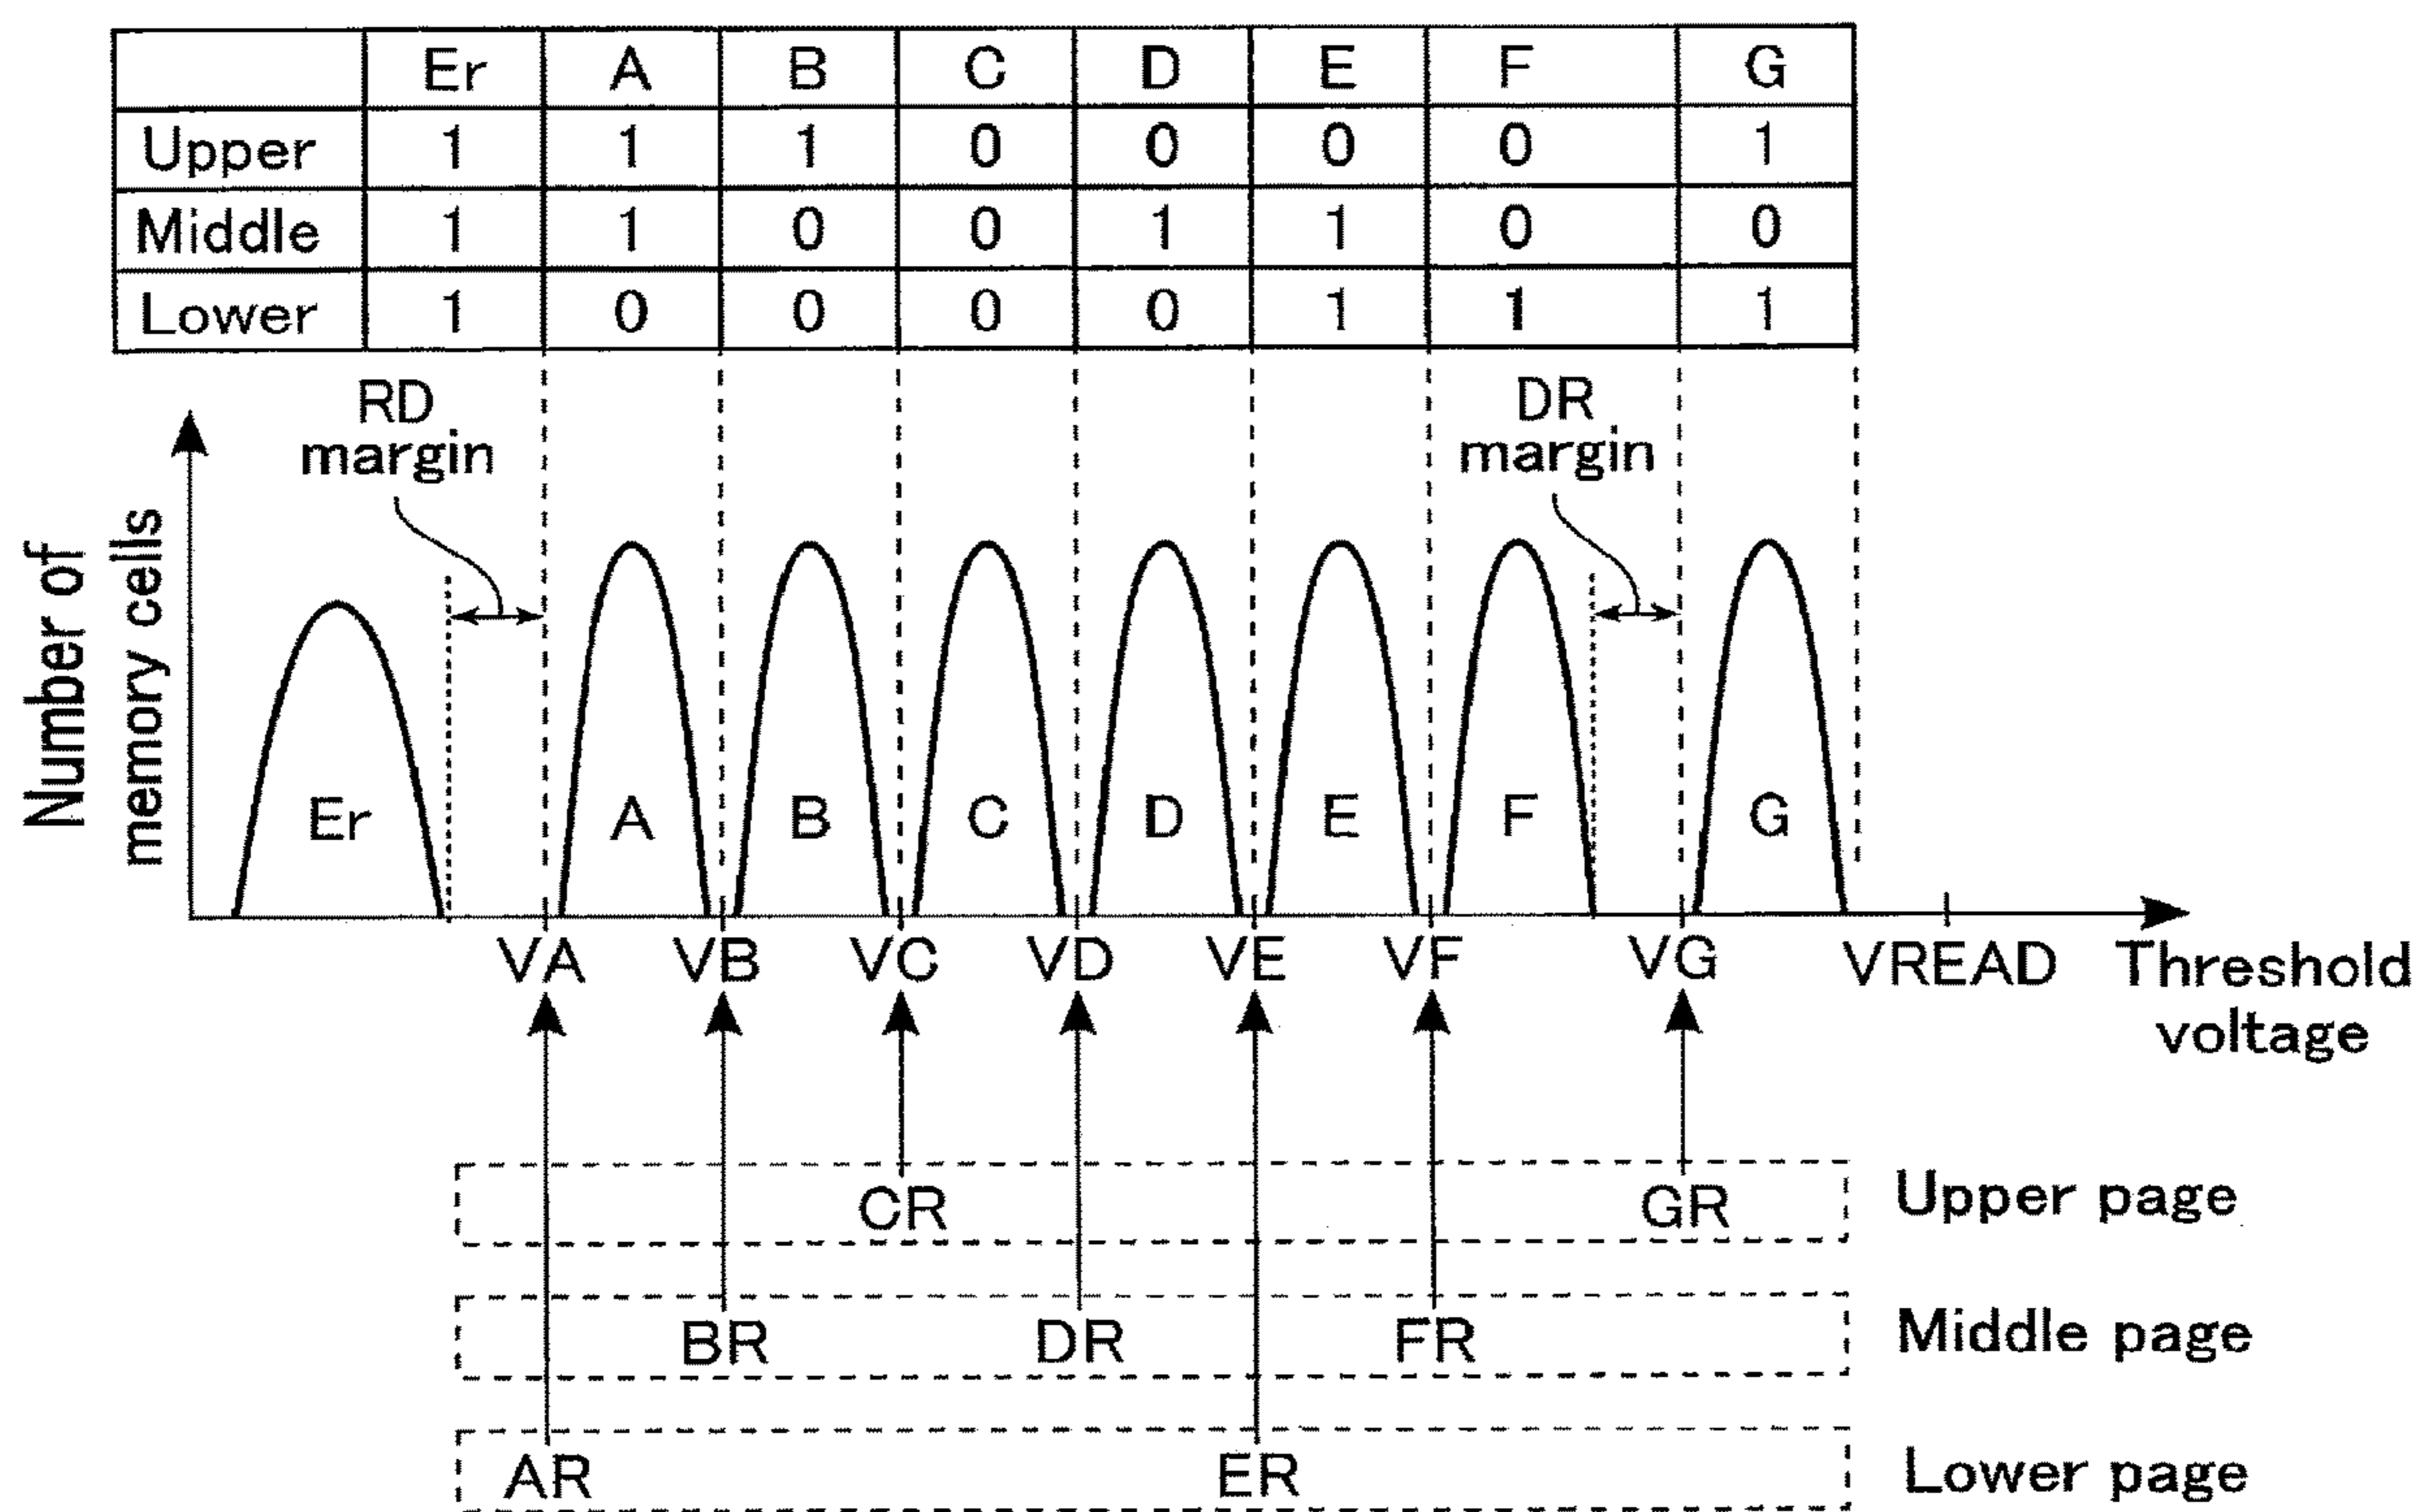 Er A B C D E F G
Upper 1 1 1 0 0 0 0 1
Middle 1 1 0 0 1 1 0 0
Lower 1 0 0 0 0 1 1 1
RD
margin
DR
margin
Number of
memory cells
Er A B C D E F G
VA VB VC VD VE VF VG VREAD Threshold
voltage
CR GR Upper page
BR DR FR Middle page
AR ER Lower page